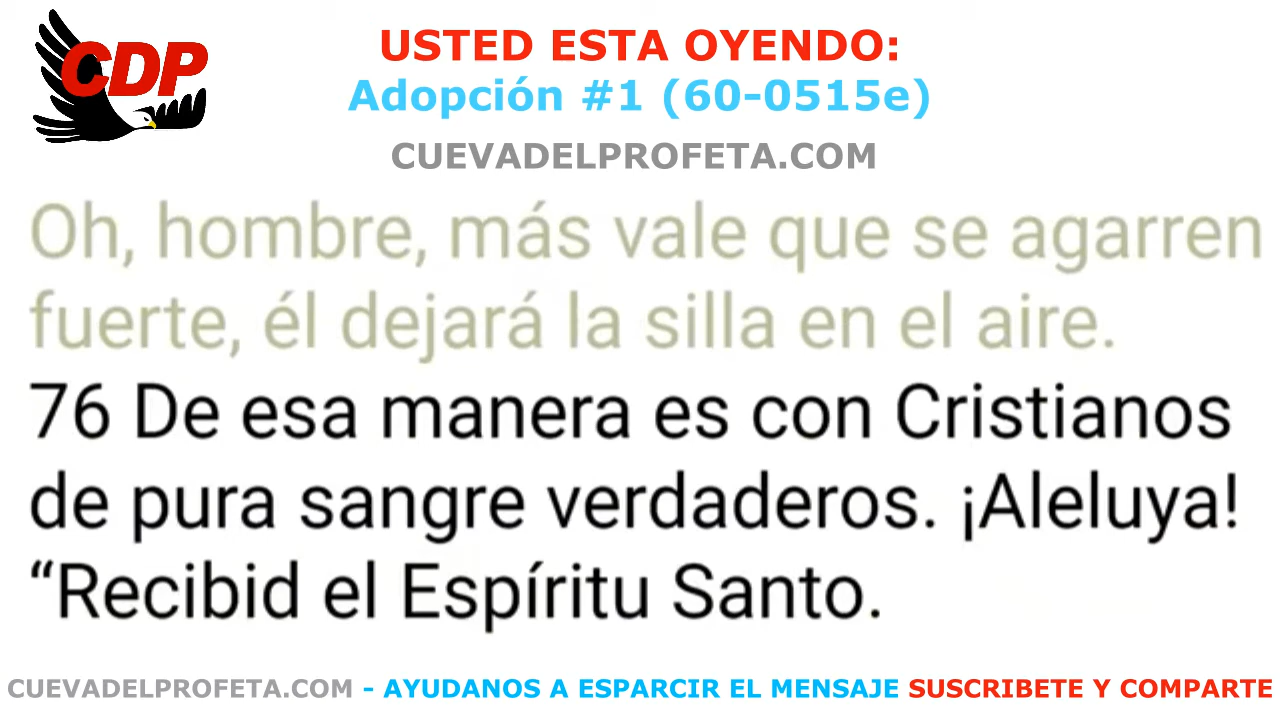 CDP
USTED ESTA OYENDO:
Adopción #1 (60-0515e)
CUEVADELPROFETA.COM
Oh, hombre, más vale que se agarren
fuerte, él dejará la silla en el aire.
76 De esa manera es con Cristianos
de pura sangre verdaderos. ¡Aleluya!
“Recibid el Espíritu Santo.
CUEVADELPROFETA.COM - AYUDANOS A ESPARCIR EL MENSAJE SUSCRIBETE Y COMPARTE